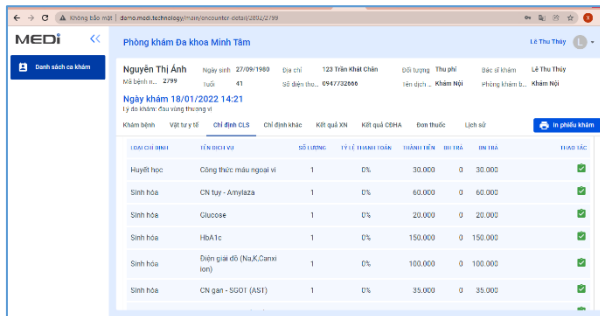 Không bảo mật | demo.medi.technology/main/encounter-detail/2892/2799
MEDi
Phòng khám Đa khoa Minh Tâm
Lê Thu Thúy
L
Danh sách ca khám
Nguyễn Thị Ánh Ngày sinh 27/09/1980 Địa chỉ 123 Trần Khát Chân Đối tượng Thu phí Bác sĩ khám Lê Thu Thúy
Mã bệnh n... 2799 Tuổi 41 Số điện tho... 0947732666 Tên dịch ... Khám Nội Phòng khám b... Khám Nội
Ngày khám 18/01/2022 14:21
Lý do khám: đau vùng thượng vị
Khám bệnh Vật tư y tế Chỉ định CLS Chỉ định khác Kết quả XN Kết quả CĐHA Đơn thuốc Lịch sử In phiếu khám
LOẠI CHỈ ĐỊNH TÊN DỊCH VỤ SỐ LƯỢNG TỶ LỆ THANH TOÁN THÀNH TIỀN BH TRẢ BN TRẢ THAO TÁC
Huyết học Công thức máu ngoại vi 1 0% 30.000 0 30.000
Sinh hóa CN tụy - Amylaza 1 0% 60.000 0 60.000
Sinh hóa Glucose 1 0% 20.000 0 20.000
Sinh hóa HbA1c 1 0% 150.000 0 150.000
Sinh hóa Điện giải đồ (Na,K,Canxi ion) 1 0% 100.000 0 100.000
Sinh hóa CN gan - SGOT (AST) 1 0% 35.000 0 35.000